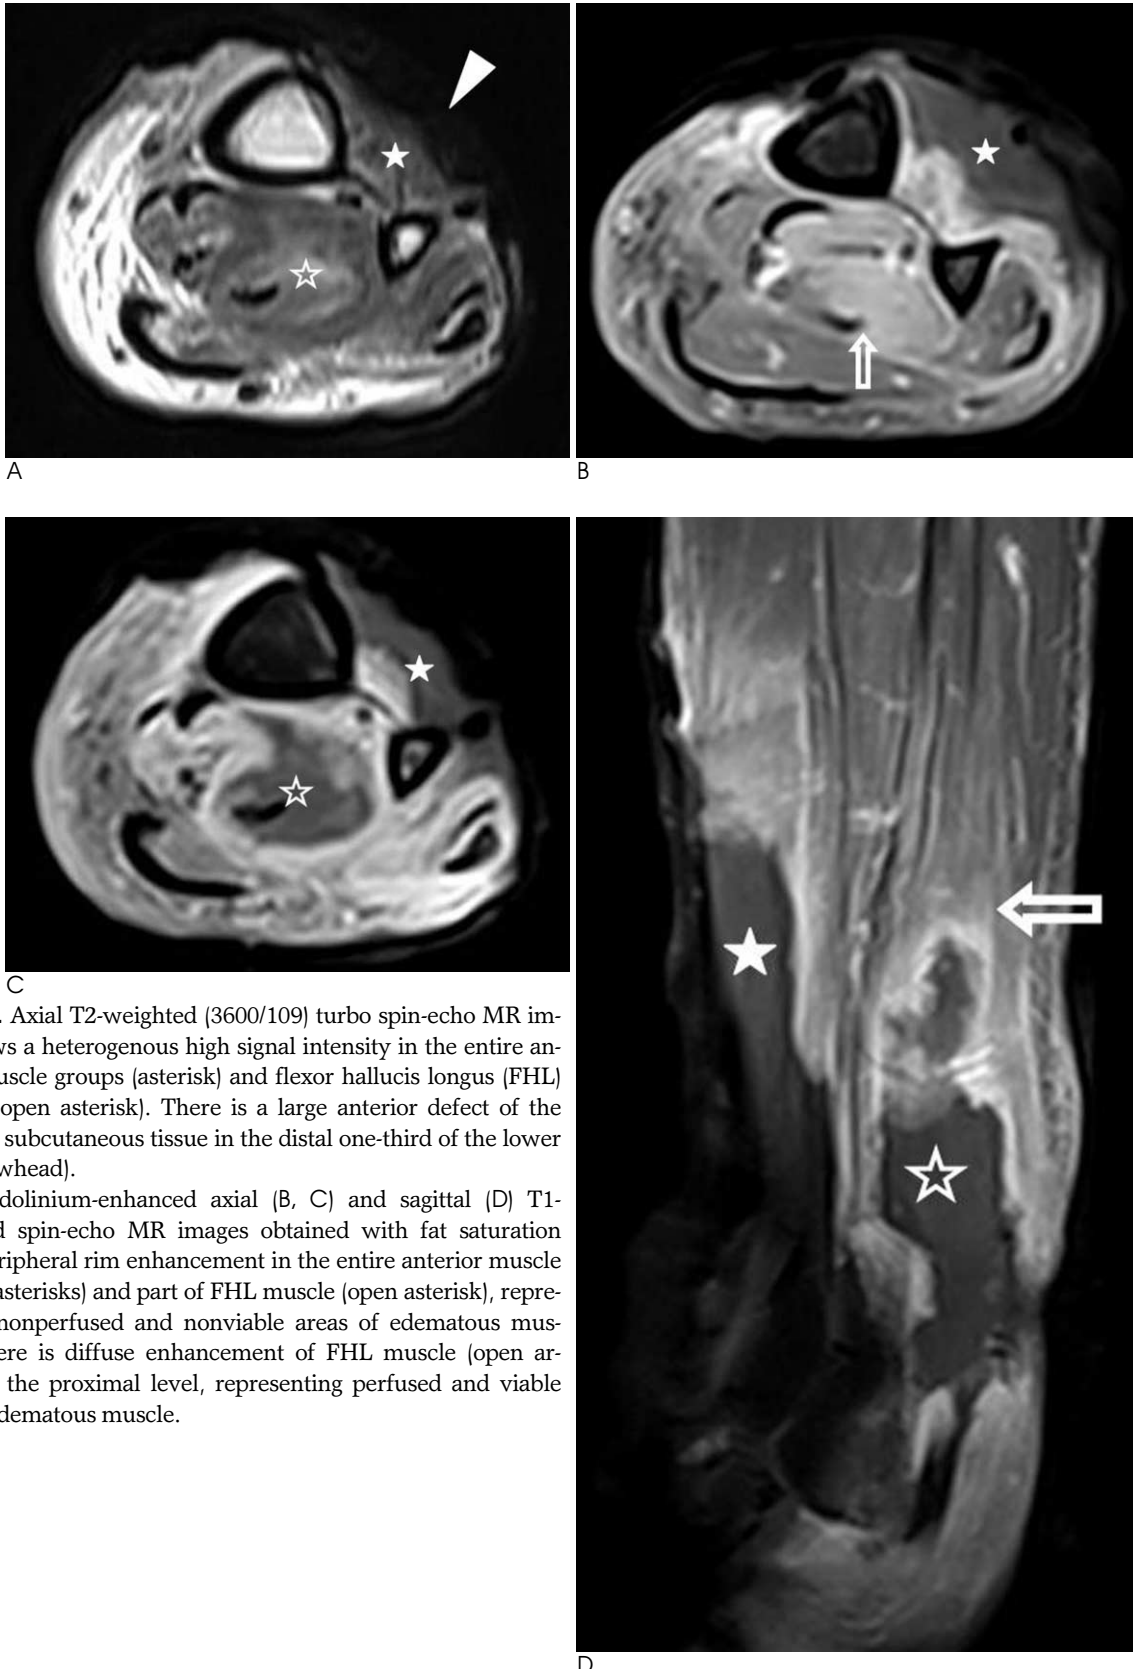 A
B
C
. Axial T2-weighted (3600/109) turbo spin-echo MR im-
ws a heterogenous high signal intensity in the entire an-
uscle groups (asterisk) and flexor hallucis longus (FHL)
open asterisk). There is a large anterior defect of the
subcutaneous tissue in the distal one-third of the lower
whead).
dolinium-enhanced axial (B, C) and sagittal (D) T1-
d spin-echo MR images obtained with fat saturation
ripheral rim enhancement in the entire anterior muscle
asterisks) and part of FHL muscle (open asterisk), repre-
nonperfused and nonviable areas of edematous mus-
ere is diffuse enhancement of FHL muscle (open ar-
the proximal level, representing perfused and viable
dematous muscle.
D